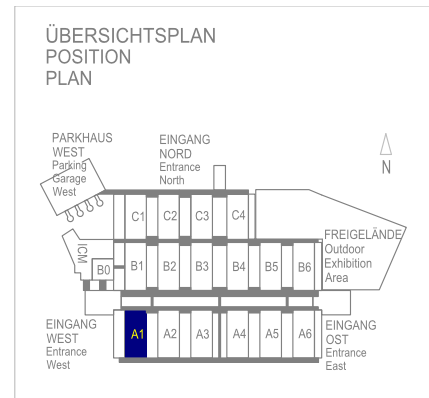 ÜBERSICHTSPLAN
POSITION
PLAN
PARKHAUS
WEST
Parking
Garage
West
EINGANG
NORD
Entrance
North
N
C1 C2 C3 C4
FREIGELÄNDE
Outdoor
Exhibition
Area
ICM
B0 B1 B2 B3 B4 B5 B6
EINGANG
WEST
Entrance
West
A1 A2 A3 A4 A5 A6
EINGANG
OST
Entrance
East